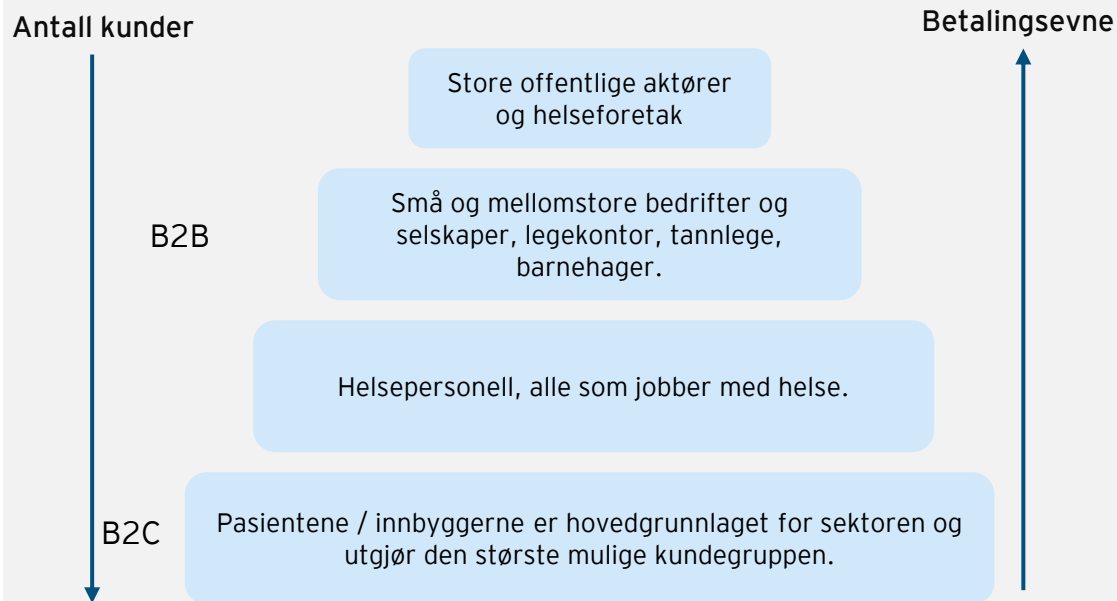 Antall kunder
Betalingsevne
Store offentlige aktører
og helseforetak
B2B
Små og mellomstore bedrifter og
selskaper, legekontor, tannlege,
barnehager.
Helsepersonell, alle som jobber med helse.
B2C
Pasientene / innbyggerne er hovedgrunnlaget for sektoren og
utgjør den største mulige kundegruppen.